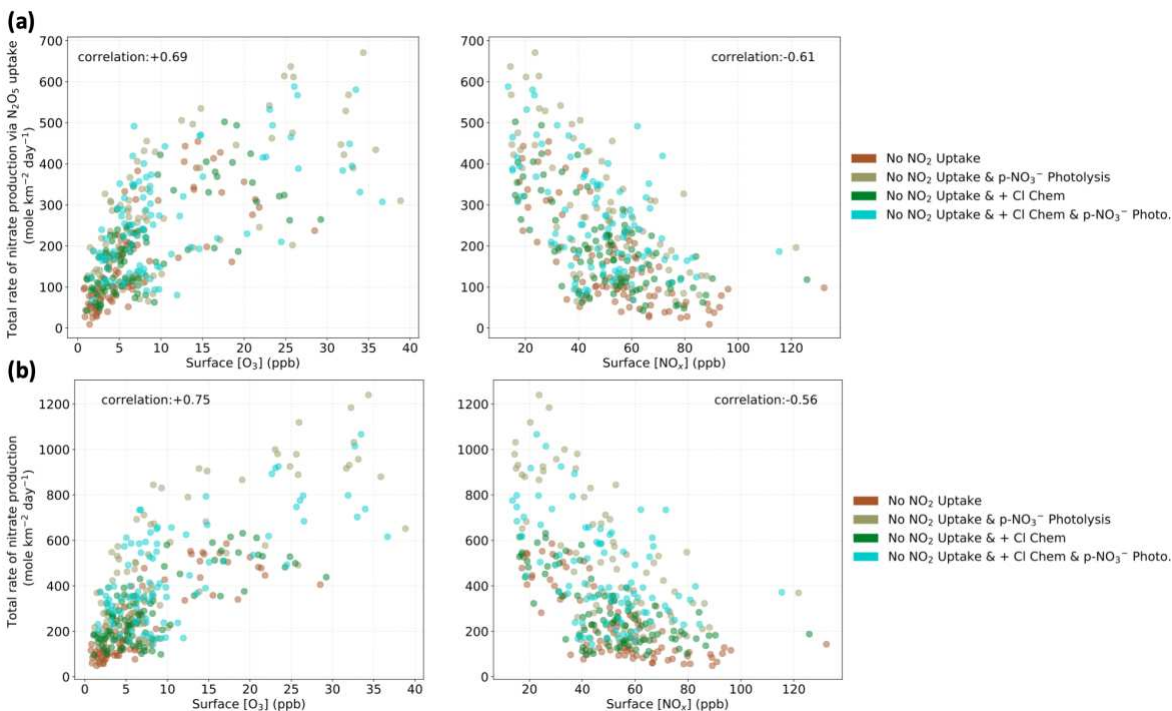 (a)
correlation:+0.69
Total rate of nitrate production via N₂O₅ uptake
(mole km⁻² day⁻¹)
700
600
500
400
300
200
100
0
0 5 10 15 20 25 30 35 40
Surface [O₃] (ppb)
correlation:-0.61
700
600
500
400
300
200
100
0
20 40 60 80 100 120
Surface [NOₓ] (ppb)
No NO₂ Uptake
No NO₂ Uptake & p-NO₃⁻ Photolysis
No NO₂ Uptake & + Cl Chem
No NO₂ Uptake & + Cl Chem & p-NO₃⁻ Photo.
(b)
correlation:+0.75
Total rate of nitrate production
(mole km⁻² day⁻¹)
1200
1000
800
600
400
200
0
0 5 10 15 20 25 30 35 40
Surface [O₃] (ppb)
correlation:-0.56
1200
1000
800
600
400
200
0
20 40 60 80 100 120
Surface [NOₓ] (ppb)
No NO₂ Uptake
No NO₂ Uptake & p-NO₃⁻ Photolysis
No NO₂ Uptake & + Cl Chem
No NO₂ Uptake & + Cl Chem & p-NO₃⁻ Photo.